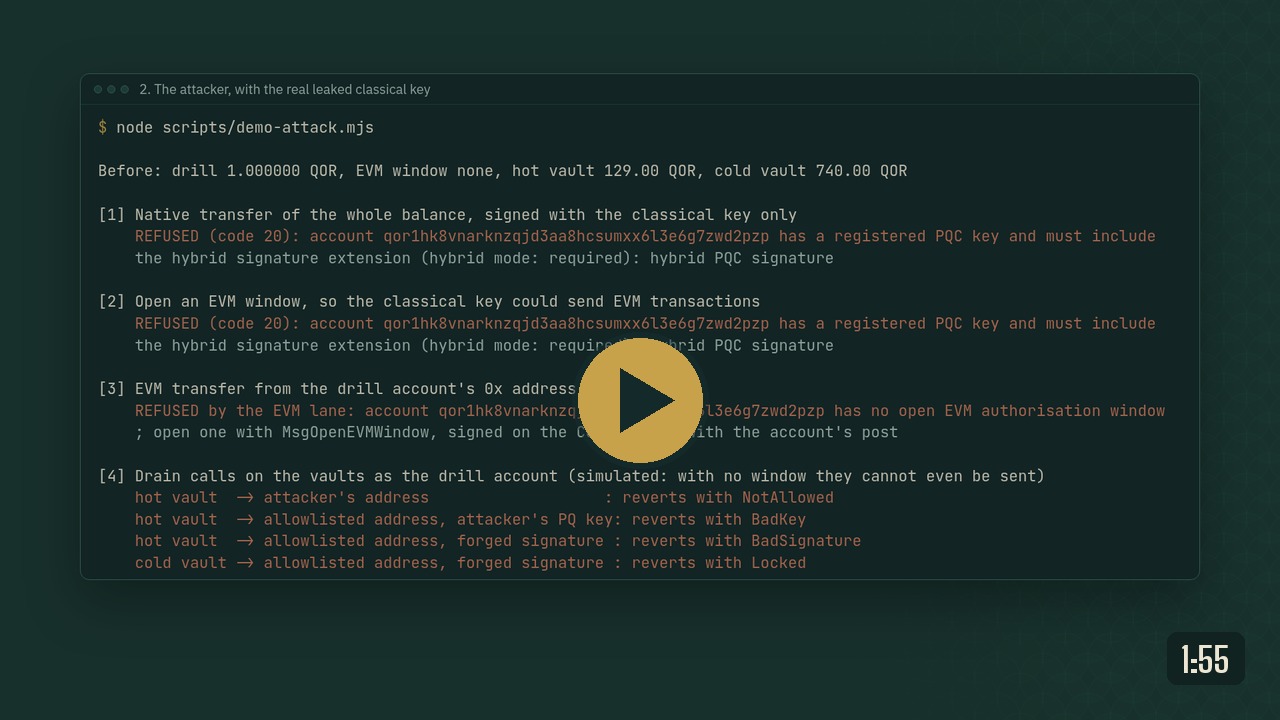 2. The attacker, with the real leaked classical key
$ node scripts/demo-attack.mjs
Before: drill 1.000000 QOR, EVM window none, hot vault 129.00 QOR, cold vault 740.00 QOR
[1] Native transfer of the whole balance, signed with the classical key only
REFUSED (code 20): account qor1hk8vnarknzqjd3aa8hcsumxx6l3e6g7zwd2pzp has a registered PQC key and must include
the hybrid signature extension (hybrid mode: required): hybrid PQC signature
[2] Open an EVM window, so the classical key could send EVM transactions
REFUSED (code 20): account qor1hk8vnarknzqjd3aa8hcsumxx6l3e6g7zwd2pzp has a registered PQC key and must include
the hybrid signature extension (hybrid mode: PQC signature
[3] EVM transfer from the drill account's 0x address
REFUSED by the EVM lane: account has no open EVM authorisation window
; open one with MsgOpenEVMWindow, signed on the with the account's post
[4] Drain calls on the vaults as the drill account (simulated: with no window they cannot even be sent)
hot vault → attacker's address : reverts with NotAllowed
hot vault → allowlisted address, attacker's PQ key: reverts with BadKey
hot vault → allowlisted address, forged signature : reverts with BadSignature
cold vault → allowlisted address, forged signature : reverts with Locked
1:55